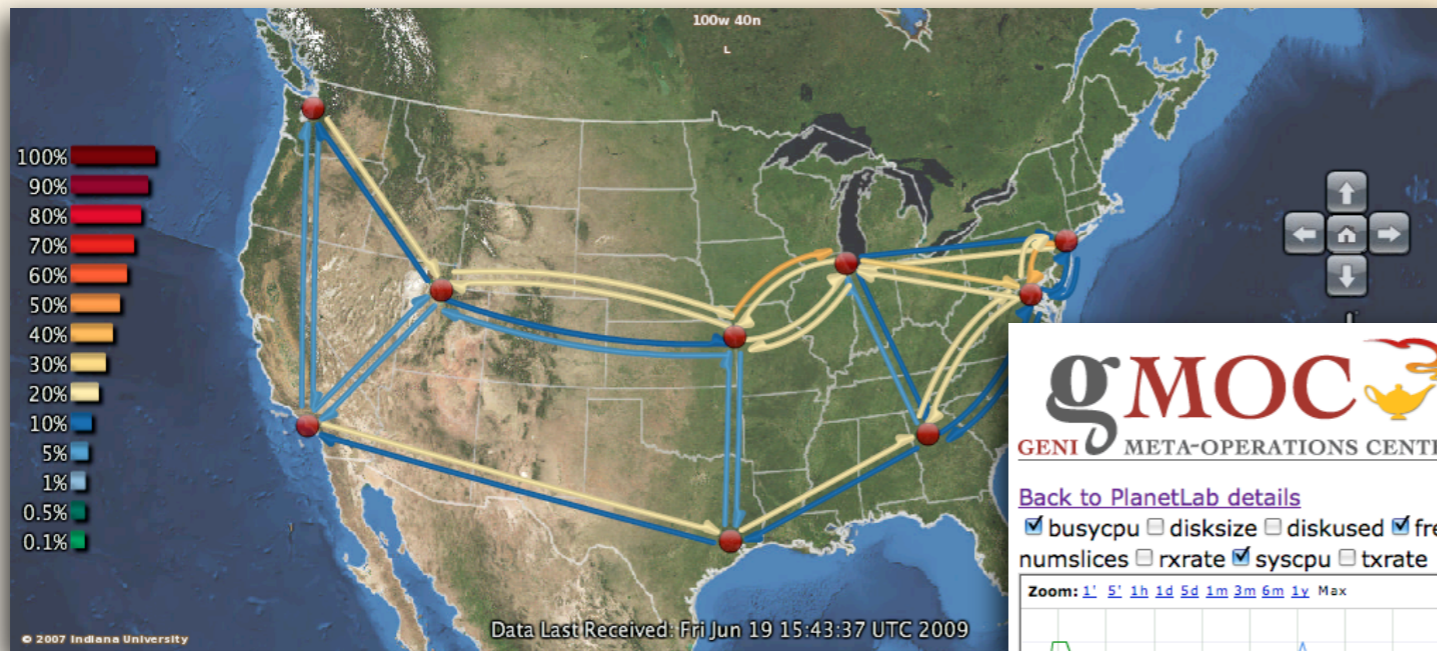 100w 40n
L
100%
90%
80%
70%
60%
50%
40%
30%
20%
10%
5%
1%
0.5%
0.1%
© 2007 Indiana University
Data Last Received: Fri Jun 19 15:43:37 UTC 2009
gMOC
GENI META-OPERATIONS CENT
Back to PlanetLab details
busycpu disksize diskused fre
numslices rxrate syscpu txrate
Zoom: 1' 5' 1h 1d 5d 1m 3m 6m 1y Max